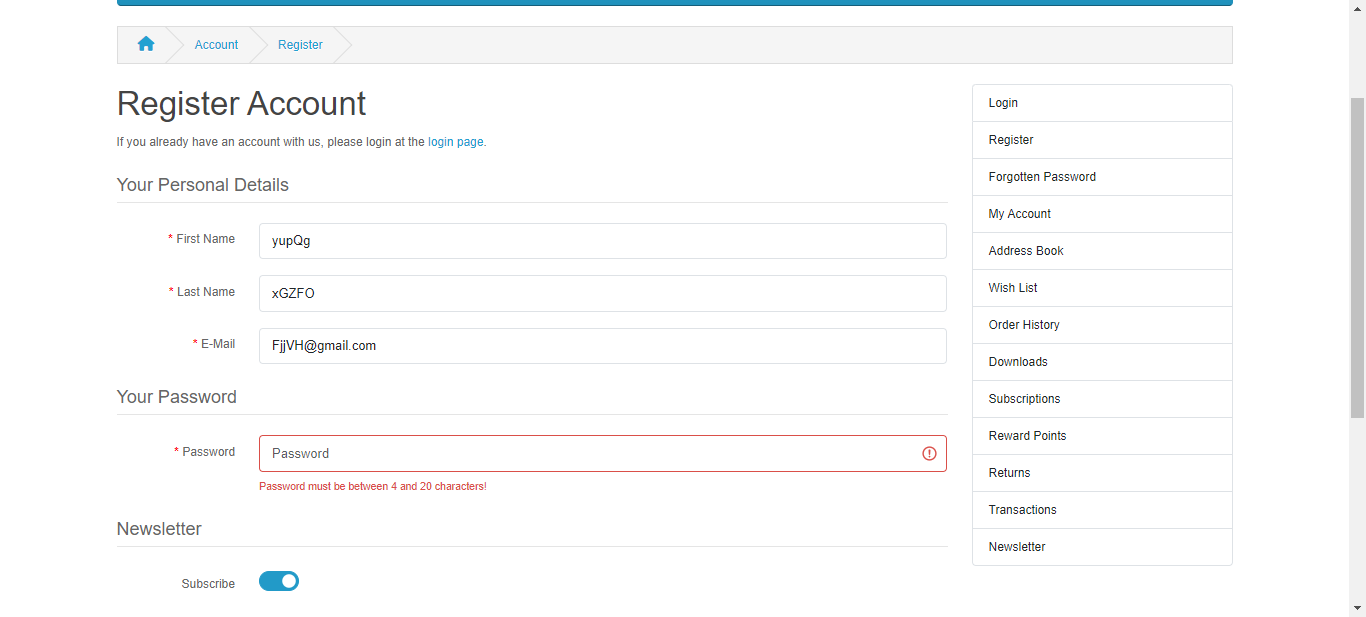 Account
Register
Register Account
If you already have an account with us, please login at the login page.
Your Personal Details
* First Name
yupQg
* Last Name
xGZFO
* E-Mail
FjjVH@gmail.com
Your Password
* Password
Password
Password must be between 4 and 20 characters!
Newsletter
Subscribe
Login
Register
Forgotten Password
My Account
Address Book
Wish List
Order History
Downloads
Subscriptions
Reward Points
Returns
Transactions
Newsletter